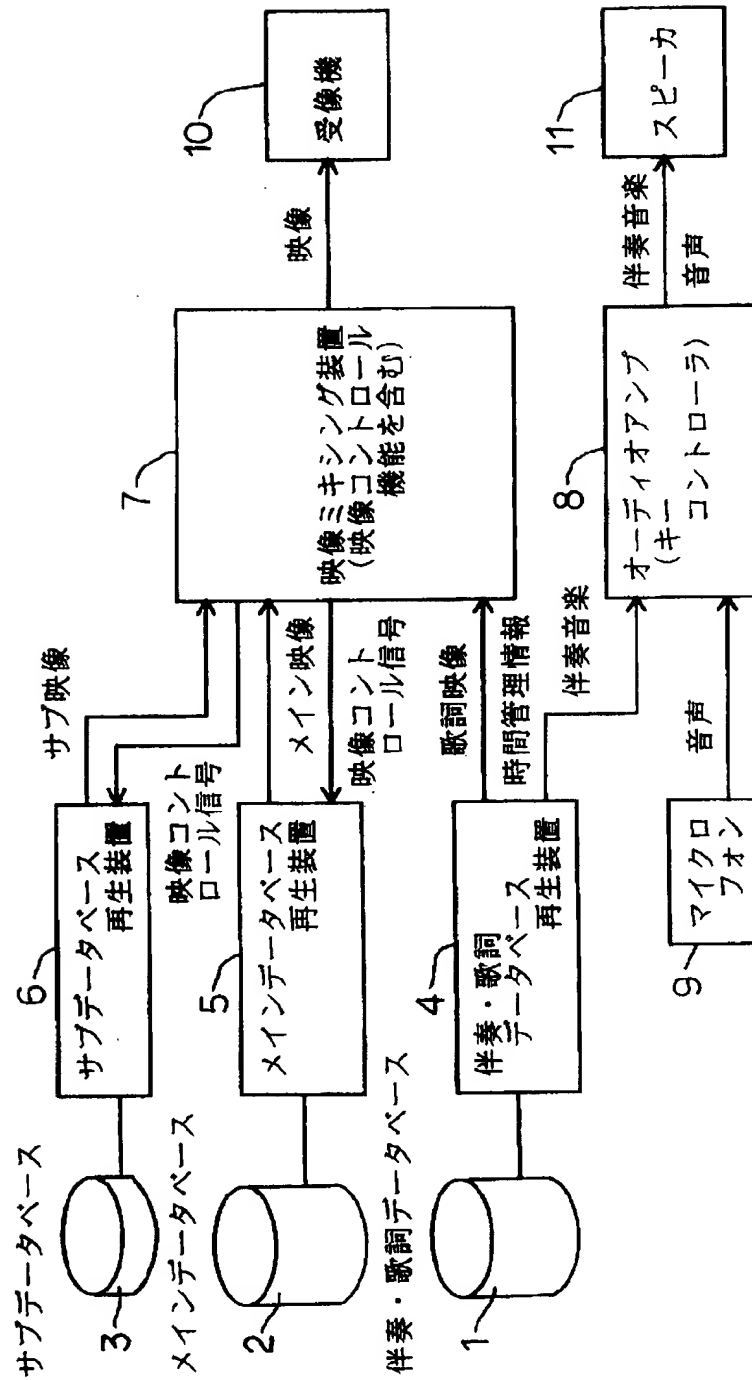 サブデータベース
3
6
サブデータベース
再生装置
サブ映像
映像コント
ロール信号
メインデータベース
2
5
メインデータベース
再生装置
メイン映像
映像コント
ロール信号
7
映像ミキシング装置
(映像コントロール
機能を含む)
映像
10
受像機
伴奏・歌詞データベース
1
4
伴奏・歌詞
データベース
再生装置
歌詞映像
時間管理情報
伴奏音楽
9
マイクロ
フォン
音声
8
オーディオアンプ
(キー
コントローラ)
伴奏音楽
音声
11
スピーカ